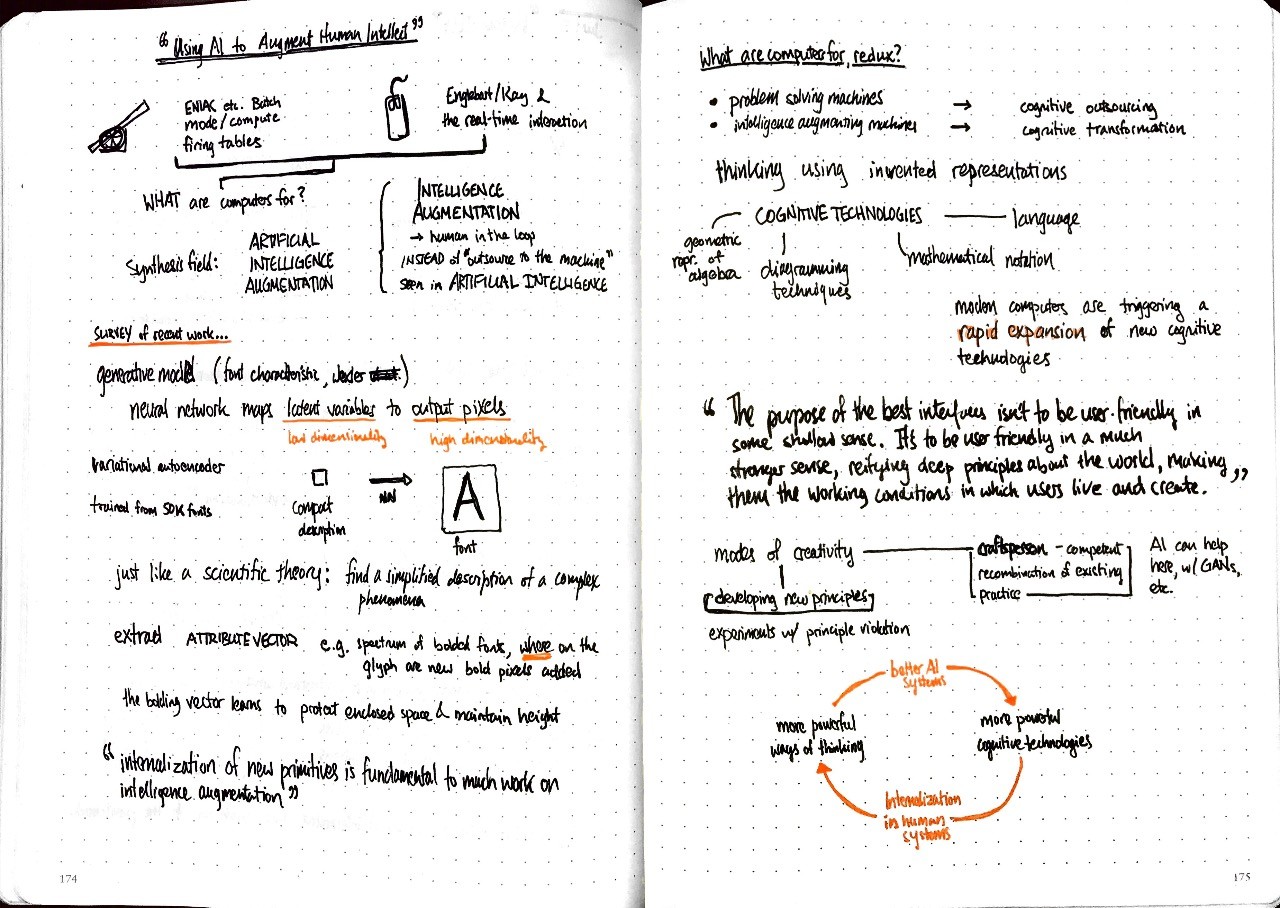 "Using AI to Augment Human Intellect"
ENIAC etc. Batch
mode/compute
firing tables
Englebart/Kay &
the real-time interaction
WHAT are computers for?
Synthesis field:
ARTIFICIAL
INTELLIGENCE
AUGMENTATION
INTELLIGENCE
AUGMENTATION
→ human in the loop
INSTEAD of "outsource to the machine"
seen in ARTIFICIAL INTELLIGENCE
SURVEY of recent work...
generative model (font characteristic,
neural network maps latent variables to output pixels
low dimensionality
high dimensionality
variational autoencoder
trained from 50K fonts
compact
description
NN
A
font
just like a scientific theory: find a simplified description of a complex
phenomena
extract ATTRIBUTE VECTOR e.g. spectrum of bolded fonts, where on the
glyph are new bold pixels added
the bolding vector learns to protect enclosed space & maintain height
"internalization of new primitives is fundamental to much work on
intelligence augmentation"
174
What are computers for, redux?
• problem solving machines → cognitive outsourcing
• intelligence augmenting machines → cognitive transformation
thinking using invented representations
COGNITIVE TECHNOLOGIES
language
geometric
repr. of
algebra
diagramming
techniques
mathematical notation
modern computers are triggering a
rapid expansion of new cognitive
technologies
"The purpose of the best interfaces isn't to be user-friendly in
some shallow sense. It's to be user friendly in a much
stronger sense, reifying deep principles about the world, making
them the working conditions in which users live and create."
modes of creativity
craftsperson - competent
recombination of existing
practice
AI can help
here, w/ GANs,
etc.
developing new principles
experiments w/ principle violation
better AI
systems
more powerful
ways of thinking
more powerful
cognitive technologies
Internalization
in human
systems
175